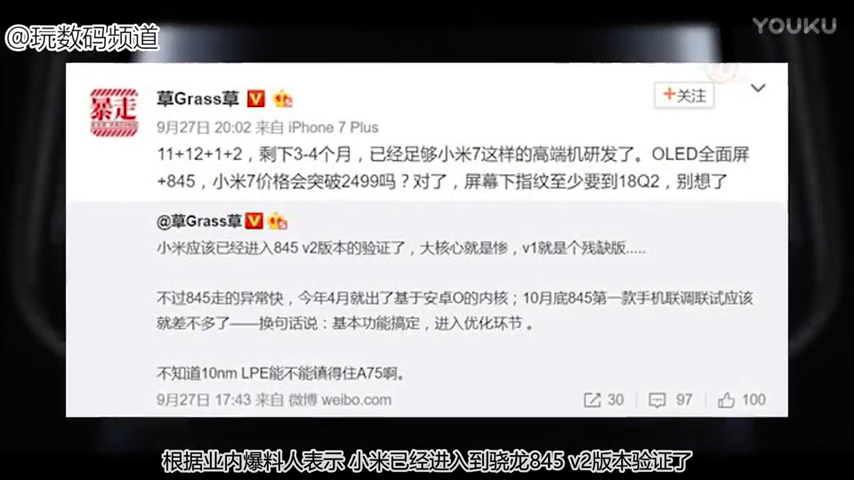 @玩数码频道
YOUKU
暴走
草Grass草
+关注
9月27日 20:02 来自 iPhone 7 Plus
11+12+1+2，剩下3-4个月，已经足够小米7这样的高端机研发了。OLED全面屏
+845，小米7价格会突破2499吗？对了，屏幕下指纹至少要到18Q2，别想了
@草Grass草
小米应该已经进入845 v2版本的验证了，大核心就是惨，v1就是个残缺版.....
不过845走的异常快，今年4月就出了基于安卓O的内核；10月底845第一款手机联调联试应该
就差不多了——换句话说：基本功能搞定，进入优化环节 。
不知道10nm LPE能不能镇得住A75啊。
9月27日 17:43 来自 微博 weibo.com
30
97
100
根据业内爆料人表示 小米已经进入到骁龙845 v2版本验证了